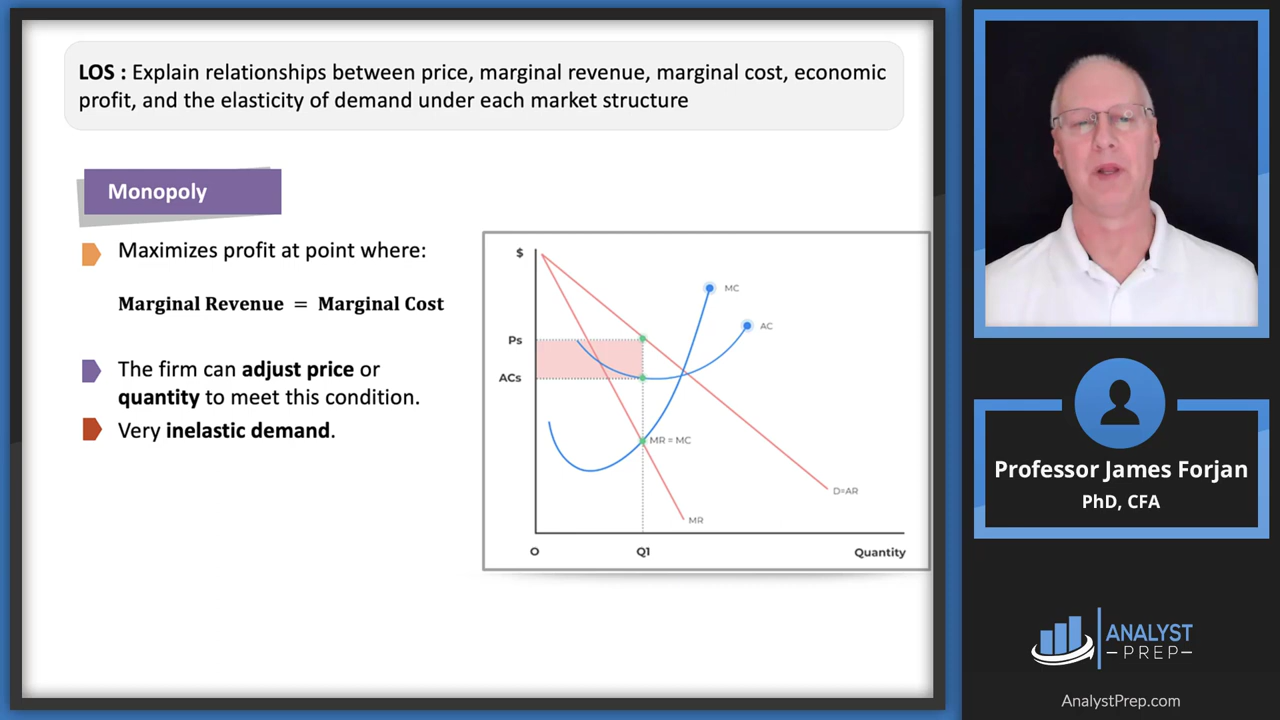 LOS : Explain relationships between price, marginal revenue, marginal cost, economic
profit, and the elasticity of demand under each market structure
Monopoly
Maximizes profit at point where:
Marginal Revenue = Marginal Cost
The firm can adjust price or
quantity to meet this condition.
Very inelastic demand.
$
MC
AC
Ps
ACs
MR = MC
D=AR
MR
O
Q1
Quantity
Professor James Forjan
PhD, CFA
ANALYST
PREP
AnalystPrep.com